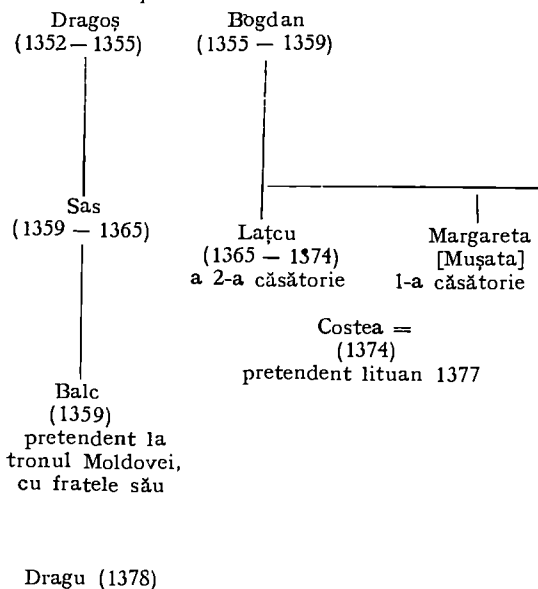 Dragoș
(1352 — 1355)
Bogdan
(1355 — 1359)
Sas
(1359 — 1365)
Lațcu
(1365 — 1374)
a 2-a căsătorie
Margareta
[Mușata]
1-a căsătorie
Costea =
(1374)
pretendent lituan 1377
Balc
(1359)
pretendent la
tronul Moldovei,
cu fratele său
Dragu (1378)